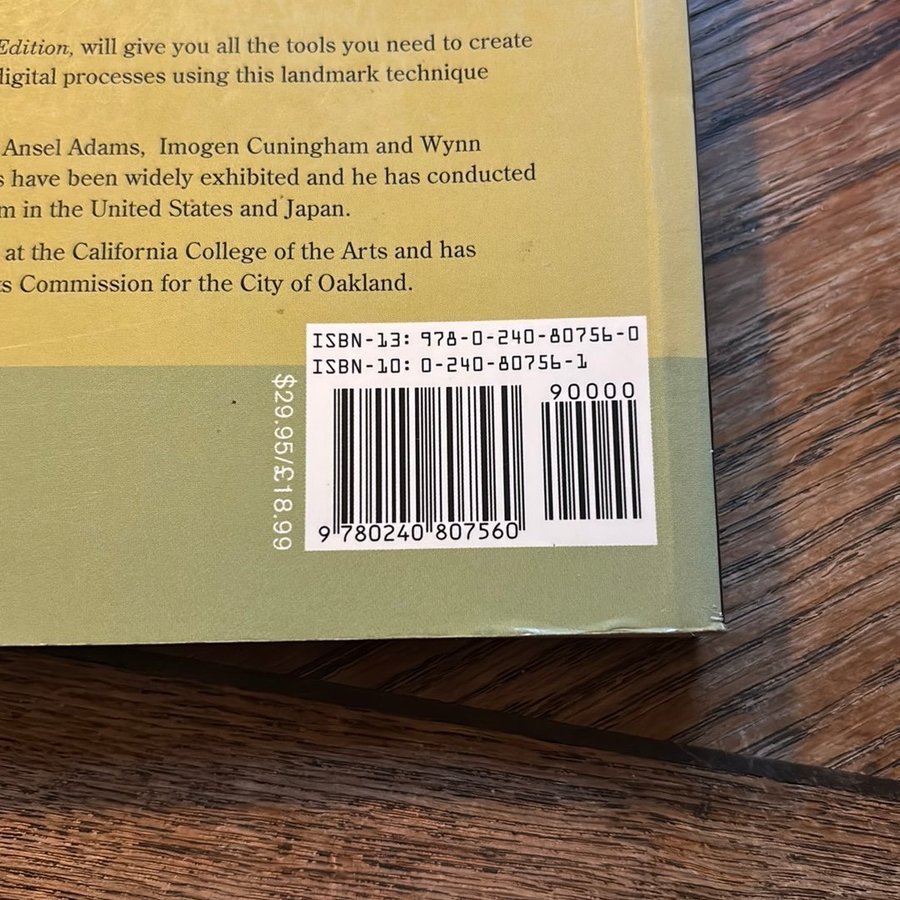 Edition, will give you all the tools you need to create
digital processes using this landmark technique
Ansel Adams, Imogen Cuningham and Wynn
s have been widely exhibited and he has conducted
m in the United States and Japan.
at the California College of the Arts and has
ts Commission for the City of Oakland.
ISBN-13: 978-0-240-80756-0
ISBN-10: 0-240-80756-1
90000
$29.95/£18.99
9 780240 807560